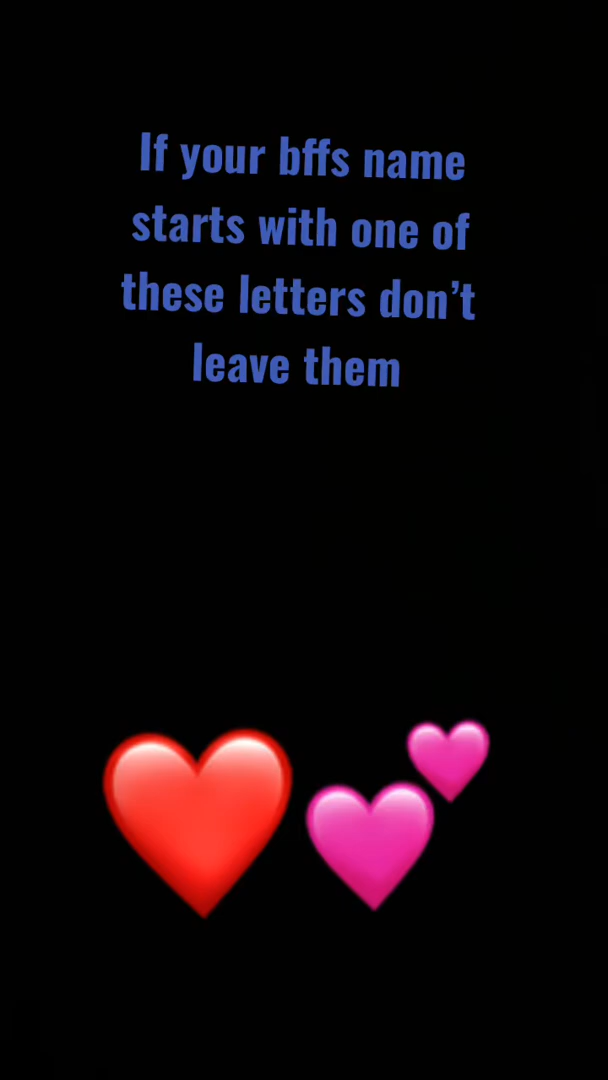 If your bffs name
starts with one of
these letters don’t
leave them